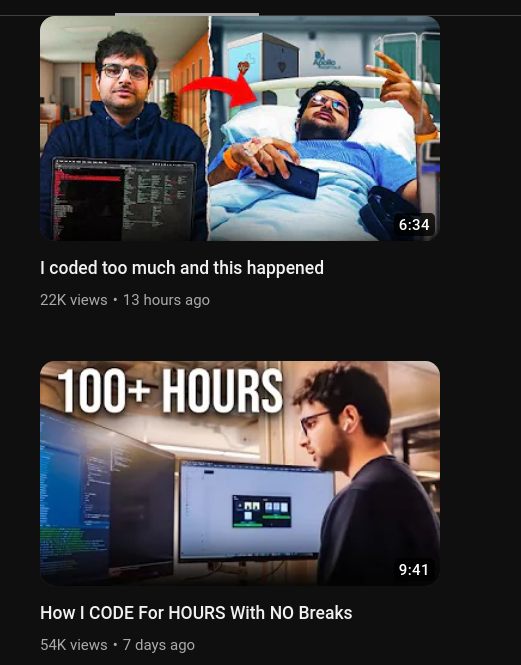 Apollo
HOSPITALS
6:34
I coded too much and this happened
22K views • 13 hours ago
100+ HOURS
9:41
How I CODE For HOURS With NO Breaks
54K views • 7 days ago